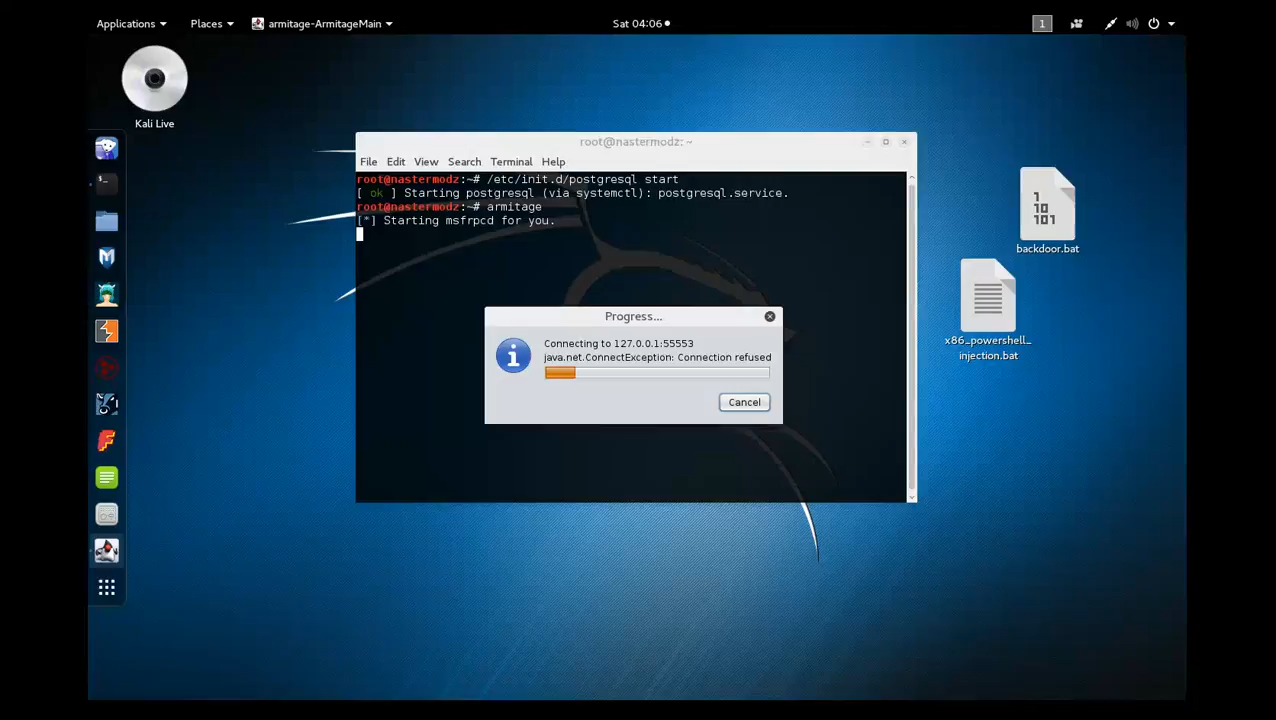 Applications Places armitage-ArmitageMain Sat 04:06 1
Kali Live
root@nastermodz: ~
File Edit View Search Terminal Help
root@nastermodz:~# /etc/init.d/postgresql start
[ ok ] Starting postgresql (via systemctl): postgresql.service.
root@nastermodz:~# armitage
[*] Starting msfrpcd for you.
1
10
101
backdoor.bat
x86_powershell_
injection.bat
Progress...
Connecting to 127.0.0.1:55553
java.net.ConnectException: Connection refused
Cancel